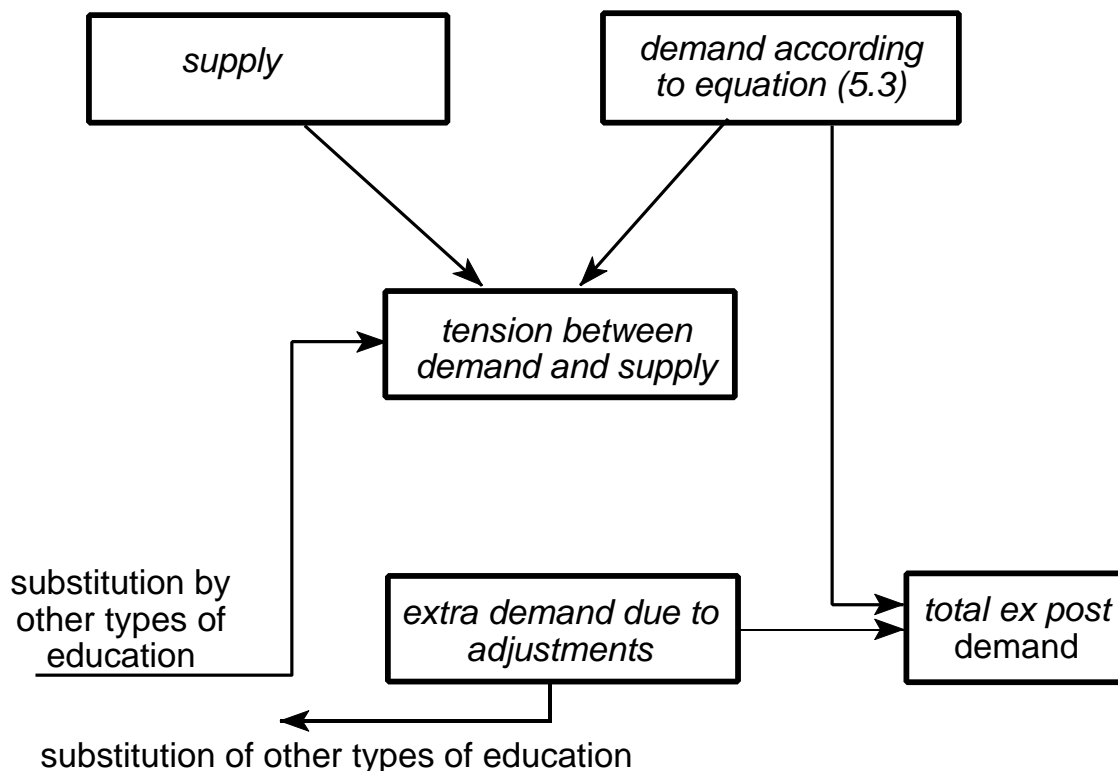 supply
demand according
to equation (5.3)
tension between
demand and supply
substitution by
other types of
education
extra demand due to
adjustments
total ex post
demand
substitution of other types of education